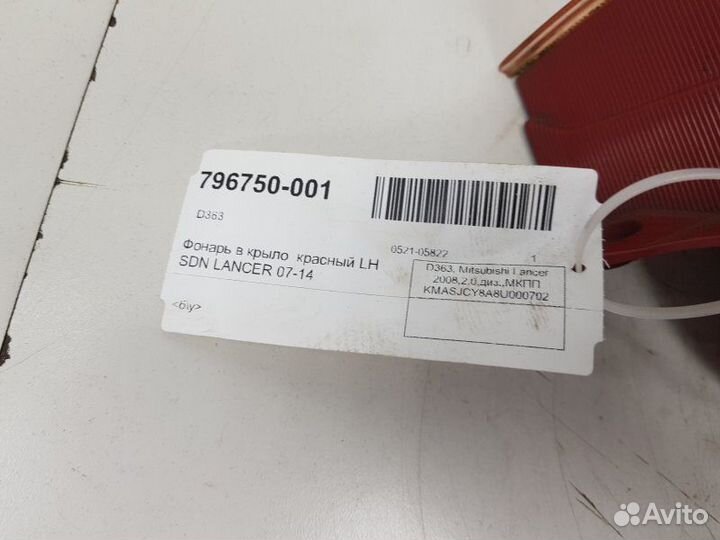 796750-001
D363
Фонарь в крыло красный LH
SDN LANCER 07-14
<б\у>
0521-05822 1
D363, Mitsubishi Lancer
2008,2.0,диз.,МКПП
KMASJCY8A8U000702
Avito